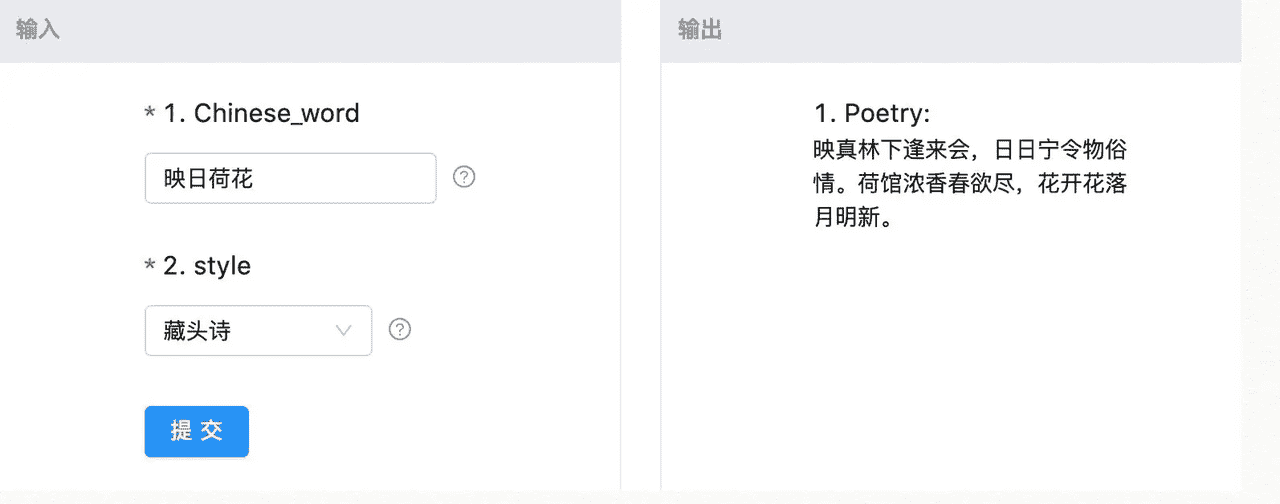 输入
* 1. Chinese_word
映日荷花
?
* 2. style
藏头诗
?
提 交
输出
1. Poetry:
映真林下逢来会，日日宁令物俗
情。荷馆浓香春欲尽，花开花落
月明新。